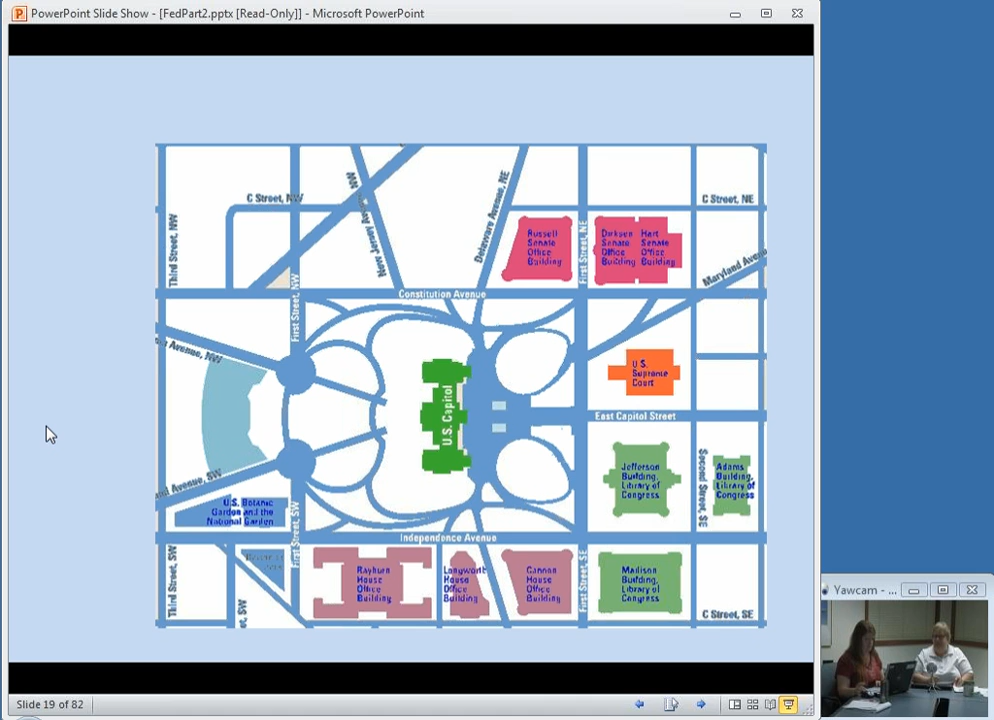 PowerPoint Slide Show - [FedPart2.pptx [Read-Only]] - Microsoft PowerPoint
C Street, NW
New Jersey Avenue, NW
Delaware Avenue, NE
C Street, NE
Third Street, NW
Russell
Senate
Office
Building
First Street, NE
Dirksen
Senate
Office
Building
Hart
Senate
Office
Building
Maryland Avenu
Constitution Avenue
First Street, NW
Avenue, NW
U.S. Capitol
U S.
Supreme
Court
East Capitol Street
Jefferson
Building,
Library of
Congress
Second Street, SE
Adams
Building,
Library of
Congress
Avenue, SW
U.S. Botanic
Garden and the
National Garden
First Street, SW
Independence Avenue
Third Street, SW
et, SW
Rayburn
House
Office
Building
Longworth
House
Office
Building
Cannon
House
Office
Building
First Street, SE
Madison
Building,
Library of
Congress
C Street, SE
Yawcam - ...
Slide 19 of 82